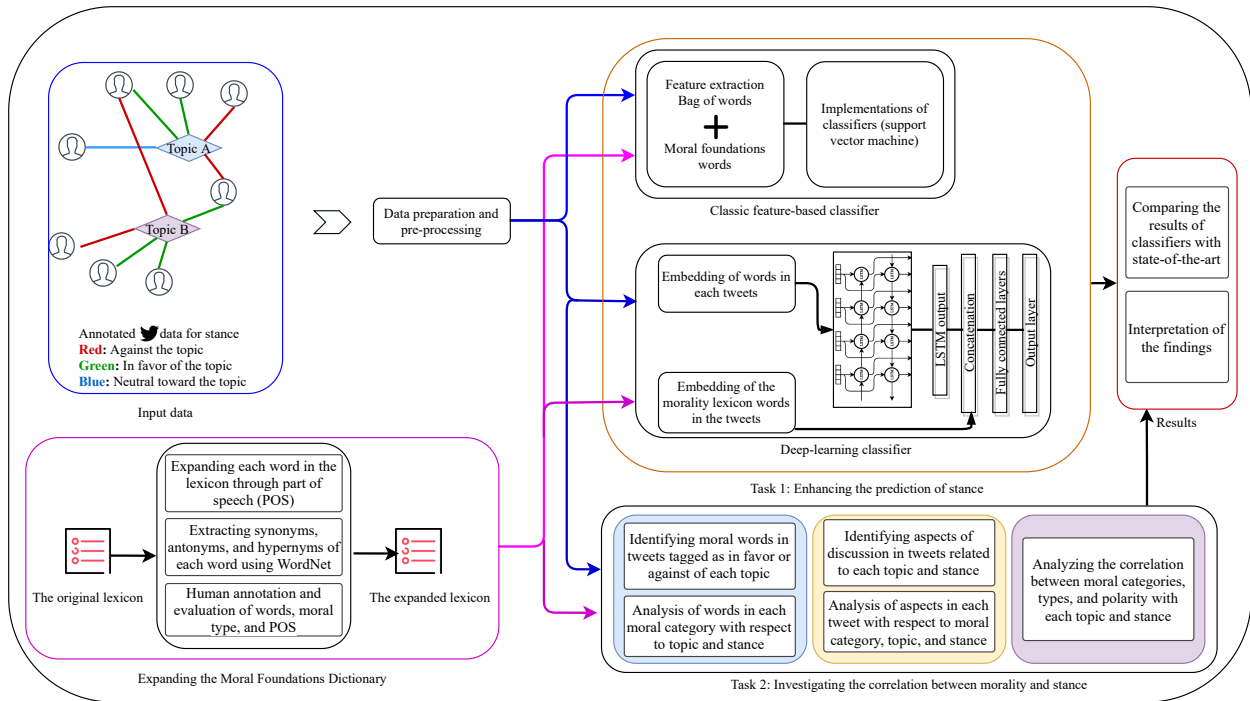 Topic A
Topic B
Annotated data for stance
Red: Against the topic
Green: In favor of the topic
Blue: Neutral toward the topic
Input data
Data preparation and
pre-processing
Expanding each word in the
lexicon through part of
speech (POS)
Extracting synonyms,
antonyms, and hypernyms of
each word using WordNet
Human annotation and
evaluation of words, moral
type, and POS
The original lexicon
The expanded lexicon
Expanding the Moral Foundations Dictionary
Feature extraction
Bag of words
+
Moral foundations
words
Implementations of
classifiers (support
vector machine)
Classic feature-based classifier
Embedding of words in
each tweets
Embedding of the
morality lexicon words
in the tweets
LSTM
LSTM
LSTM
LSTM
LSTM
LSTM
LSTM
LSTM
LSTM output
Concatenation
Fully connected layers
Output layer
Deep-learning classifier
Task 1: Enhancing the prediction of stance
Identifying moral words in
tweets tagged as in favor or
against of each topic
Analysis of words in each
moral category with respect
to topic and stance
Identifying aspects of
discussion in tweets related
to each topic and stance
Analysis of aspects in each
tweet with respect to moral
category, topic, and stance
Analyzing the correlation
between moral categories,
types, and polarity with
each topic and stance
Task 2: Investigating the correlation between morality and stance
Comparing the
results of
classifiers with
state-of-the-art
Interpretation of
the findings
Results